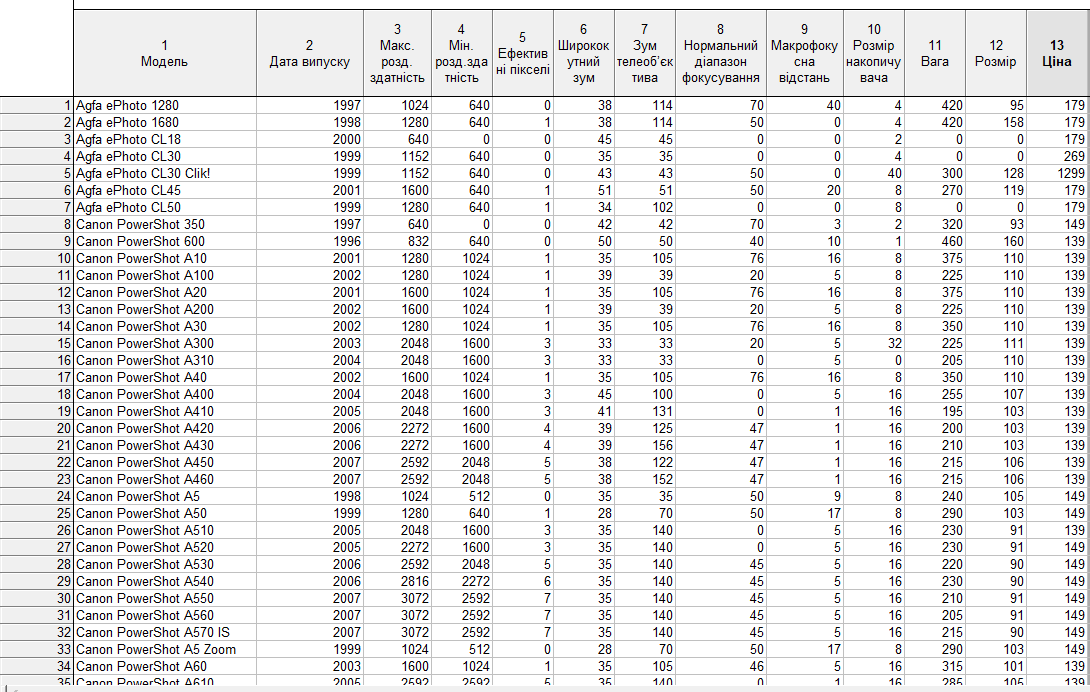 1 Модель 2 Дата випуску 3 Макс. розд. здатність 4 Мін. розд.зда тність 5 Ефектив ні пікселі 6 Широкок утний зум 7 Зум телеоб'єк тива 8 Нормальний діапазон фокусування 9 Макрофоку сна відстань 10 Розмір накопичу вача 11 Вага 12 Розмір 13 Ціна
1 Agfa ePhoto 1280 1997 1024 640 0 38 114 70 40 4 420 95 179
2 Agfa ePhoto 1680 1998 1280 640 1 38 114 50 0 4 420 158 179
3 Agfa ePhoto CL18 2000 640 0 0 45 45 0 0 2 0 0 179
4 Agfa ePhoto CL30 1999 1152 640 0 35 35 0 0 4 0 0 269
5 Agfa ePhoto CL30 Clik! 1999 1152 640 0 43 43 50 0 40 300 128 1299
6 Agfa ePhoto CL45 2001 1600 640 1 51 51 50 20 8 270 119 179
7 Agfa ePhoto CL50 1999 1280 640 1 34 102 0 0 8 0 0 179
8 Canon PowerShot 350 1997 640 0 0 42 42 70 3 2 320 93 149
9 Canon PowerShot 600 1996 832 640 0 50 50 40 10 1 460 160 139
10 Canon PowerShot A10 2001 1280 1024 1 35 105 76 16 8 375 110 139
11 Canon PowerShot A100 2002 1280 1024 1 39 39 20 5 8 225 110 139
12 Canon PowerShot A20 2001 1600 1024 1 35 105 76 16 8 375 110 139
13 Canon PowerShot A200 2002 1600 1024 1 39 39 20 5 8 225 110 139
14 Canon PowerShot A30 2002 1280 1024 1 35 105 76 16 8 350 110 139
15 Canon PowerShot A300 2003 2048 1600 3 33 33 20 5 32 225 111 139
16 Canon PowerShot A310 2004 2048 1600 3 33 33 0 5 0 205 110 139
17 Canon PowerShot A40 2002 1600 1024 1 35 105 76 16 8 350 110 139
18 Canon PowerShot A400 2004 2048 1600 3 45 100 0 5 16 255 107 139
19 Canon PowerShot A410 2005 2048 1600 3 41 131 0 1 16 195 103 139
20 Canon PowerShot A420 2006 2272 1600 4 39 125 47 1 16 200 103 139
21 Canon PowerShot A430 2006 2272 1600 4 39 156 47 1 16 210 103 139
22 Canon PowerShot A450 2007 2592 2048 5 38 122 47 1 16 215 106 139
23 Canon PowerShot A460 2007 2592 2048 5 38 152 47 1 16 215 106 139
24 Canon PowerShot A5 1998 1024 512 0 35 35 50 9 8 240 105 149
25 Canon PowerShot A50 1999 1280 640 1 28 70 50 17 8 290 103 149
26 Canon PowerShot A510 2005 2048 1600 3 35 140 0 5 16 230 91 139
27 Canon PowerShot A520 2005 2272 1600 3 35 140 0 5 16 230 91 149
28 Canon PowerShot A530 2006 2592 2048 5 35 140 45 5 16 220 90 149
29 Canon PowerShot A540 2006 2816 2272 6 35 140 45 5 16 230 90 149
30 Canon PowerShot A550 2007 3072 2592 7 35 140 45 5 16 210 91 149
31 Canon PowerShot A560 2007 3072 2592 7 35 140 45 5 16 205 91 149
32 Canon PowerShot A570 IS 2007 3072 2592 7 35 140 45 5 16 215 90 149
33 Canon PowerShot A5 Zoom 1999 1024 512 0 28 70 50 17 8 290 103 149
34 Canon PowerShot A60 2003 1600 1024 1 35 105 46 5 16 315 101 139
35 Canon PowerShot A610 2005 2592 2592 5 35 140 0 1 16 285 105 139